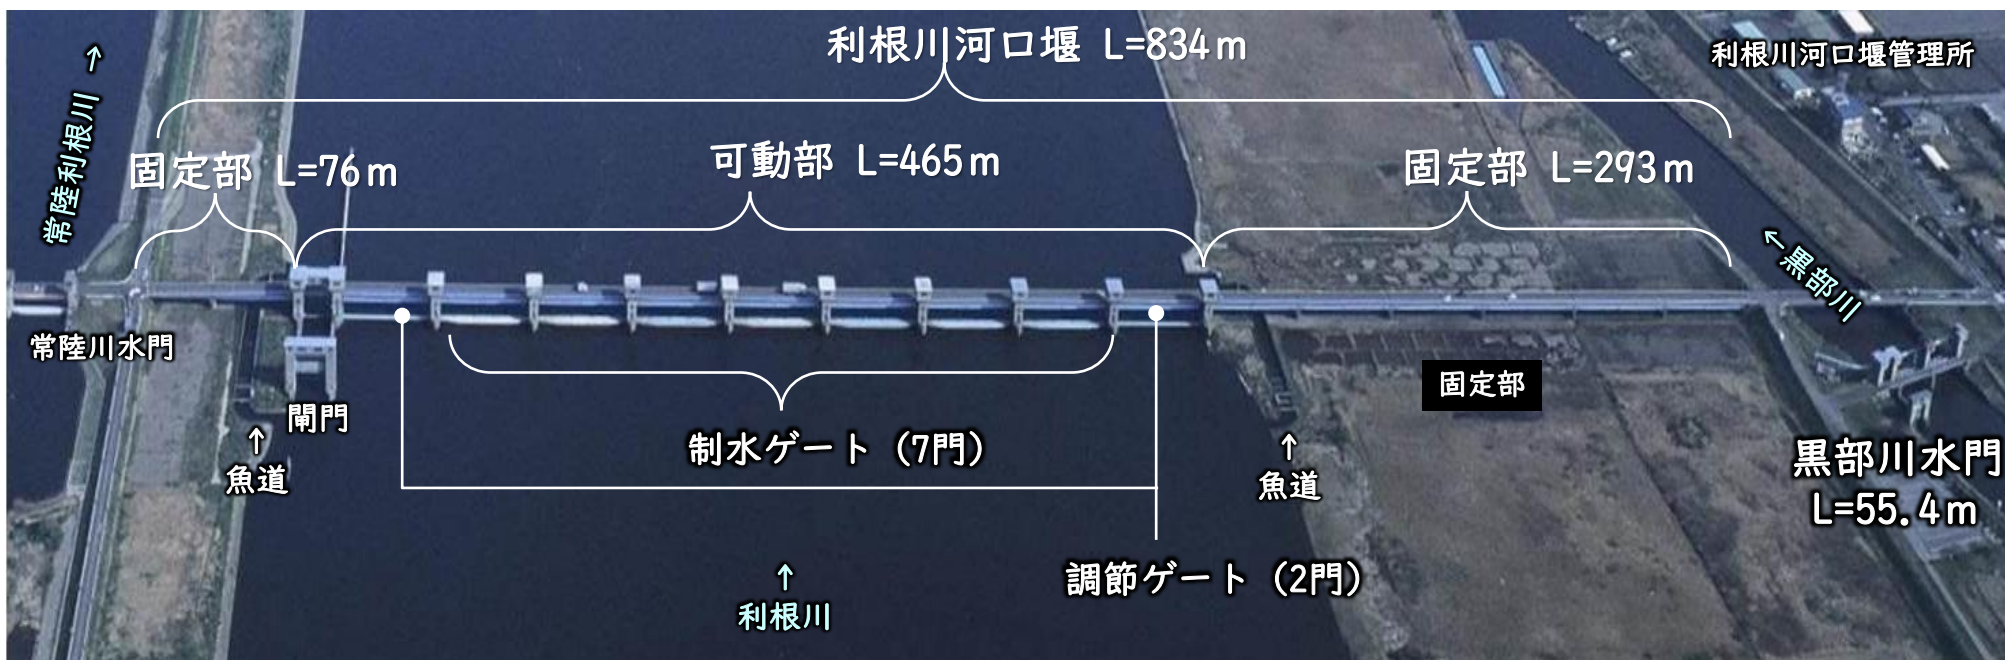 利根川河口堰 L=834m
利根川河口堰管理所
常陸利根川→
固定部 L=76m
可動部 L=465m
固定部 L=293m
←黒部川
常陸川水門
閘門
↑
魚道
制水ゲート(7門)
固定部
↑
魚道
黒部川水門
L=55.4m
調節ゲート(2門)
↑
利根川